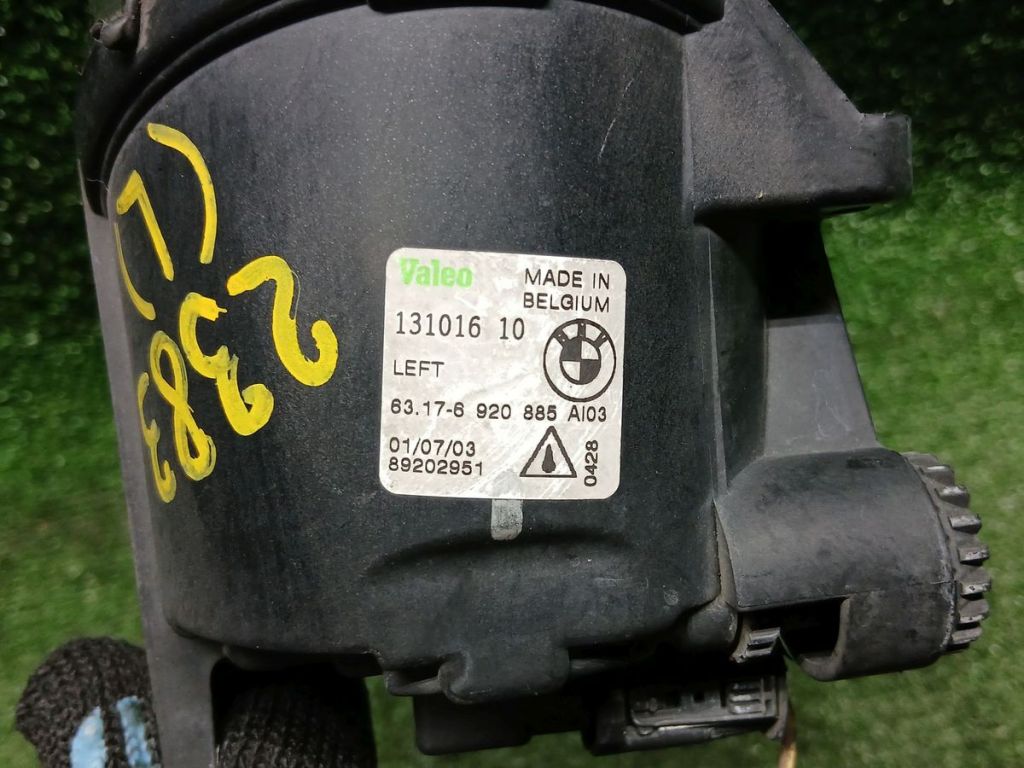 Valeo
MADE IN
BELGIUM
131016 10
LEFT
63.17-6 920 885 AI03
01/07/03
89202951
0428